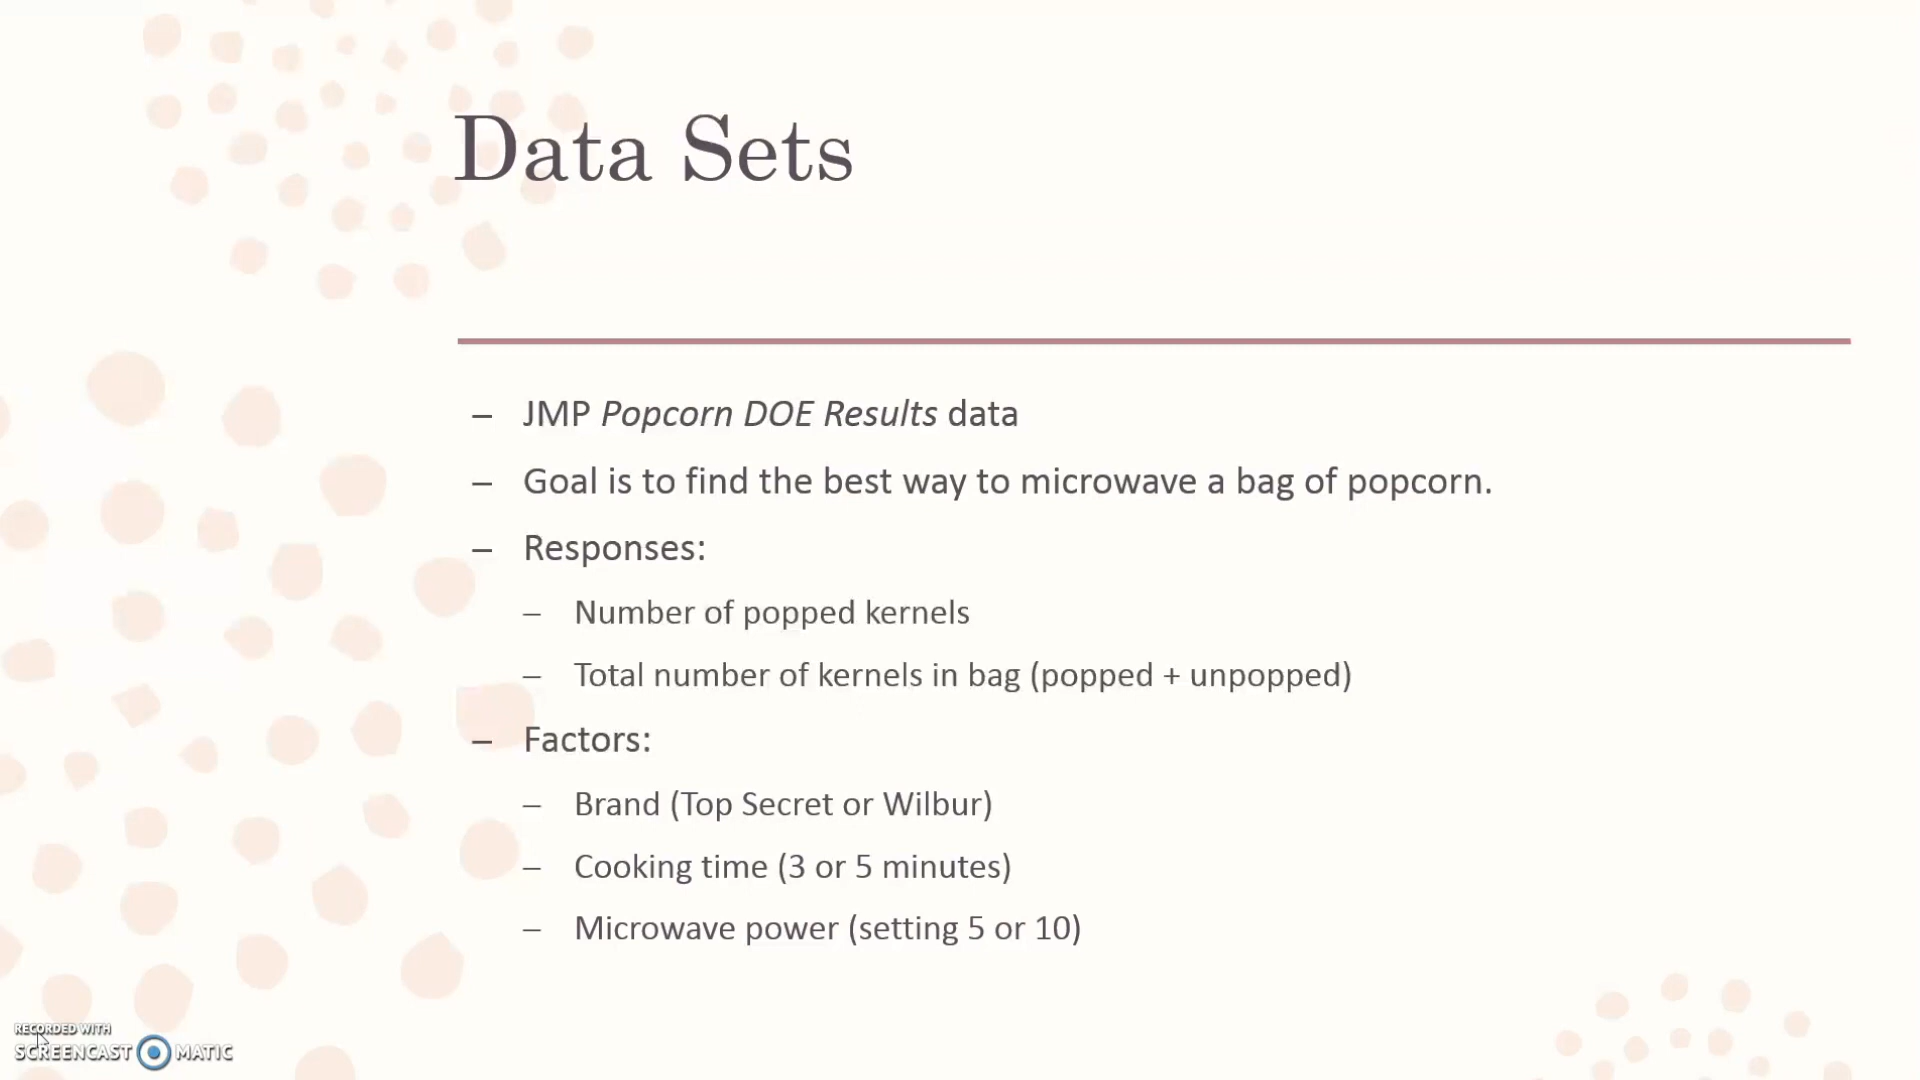 Data Sets
– JMP Popcorn DOE Results data
– Goal is to find the best way to microwave a bag of popcorn.
– Responses:
– Number of popped kernels
– Total number of kernels in bag (popped + unpopped)
– Factors:
– Brand (Top Secret or Wilbur)
– Cooking time (3 or 5 minutes)
– Microwave power (setting 5 or 10)
RECORDED WITH
SCREENCAST MATIC